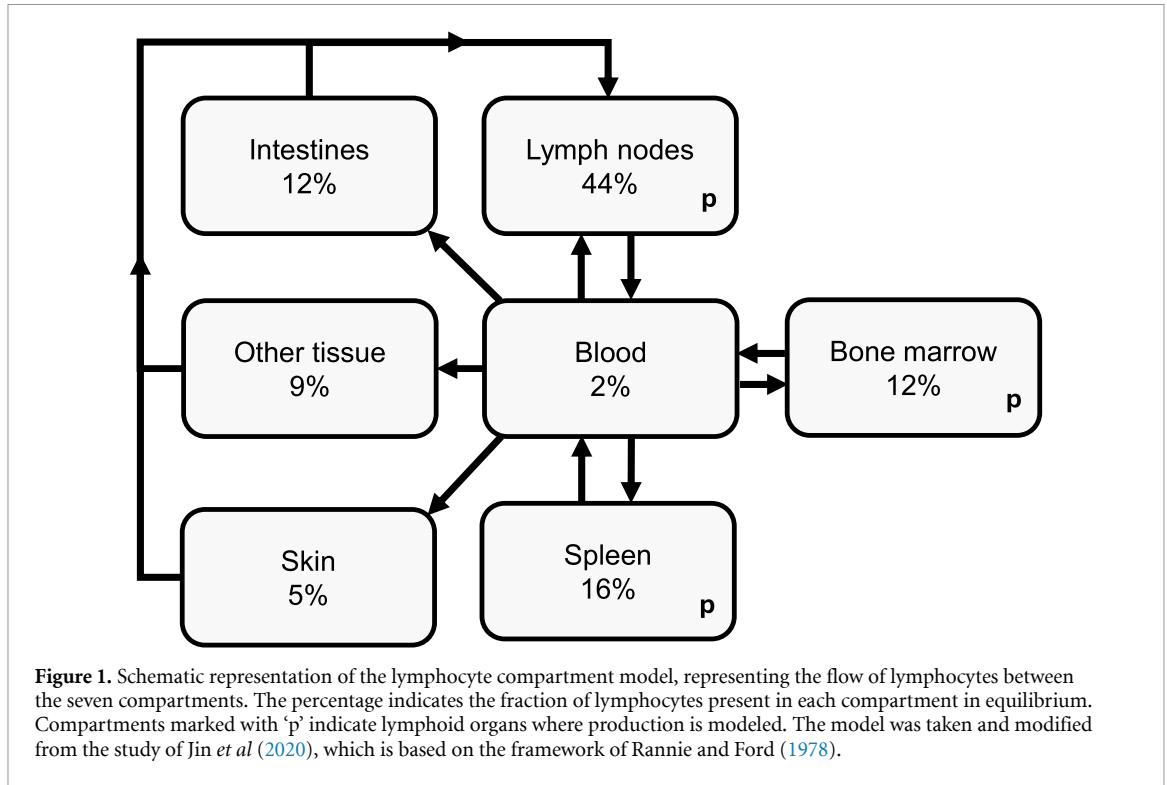 Intestines
12%
Lymph nodes
44%
p
Other tissue
9%
Blood
2%
Bone marrow
12%
p
Skin
5%
Spleen
16%
p
Figure 1. Schematic representation of the lymphocyte compartment model, representing the flow of lymphocytes between
the seven compartments. The percentage indicates the fraction of lymphocytes present in each compartment in equilibrium.
Compartments marked with ‘p’ indicate lymphoid organs where production is modeled. The model was taken and modified
from the study of Jin et al (2020), which is based on the framework of Rannie and Ford (1978).